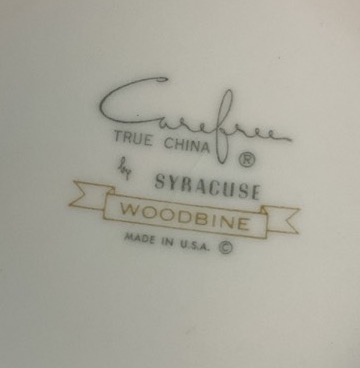 Carefree
TRUE CHINA ®
by SYRACUSE
WOODBINE
MADE IN U.S.A. ©